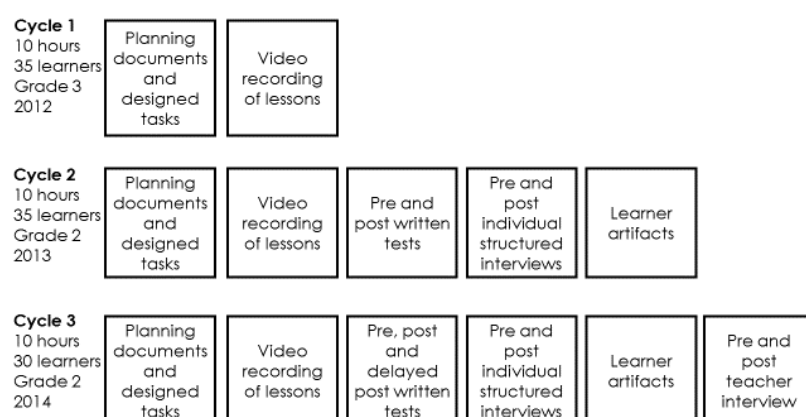 Cycle 1
10 hours
35 learners
Grade 3
2012
Planning
documents
and
designed
tasks
Video
recording
of lessons
Cycle 2
10 hours
35 learners
Grade 2
2013
Planning
documents
and
designed
tasks
Video
recording
of lessons
Pre and
post written
tests
Pre and
post
individual
structured
interviews
Learner
artifacts
Cycle 3
10 hours
30 learners
Grade 2
2014
Planning
documents
and
designed
tasks
Video
recording
of lessons
Pre, post
and
delayed
post written
tests
Pre and
post
individual
structured
interviews
Learner
artifacts
Pre and
post
teacher
interview